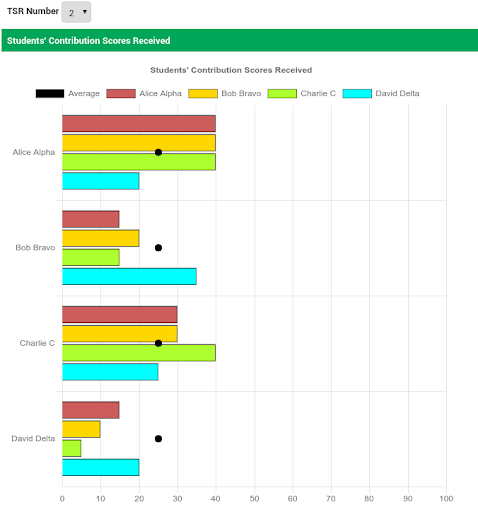 TSR Number 2
Students' Contribution Scores Received
Students' Contribution Scores Received
Average Alice Alpha Bob Bravo Charlie C David Delta
Alice Alpha
Bob Bravo
Charlie C
David Delta
0 10 20 30 40 50 60 70 80 90 100